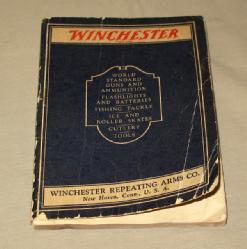 WINCHESTER
WORLD
STANDARD
GUNS AND
AMMUNITION
FLASHLIGHTS
AND BATTERIES
FISHING TACKLE
ICE AND
ROLLER SKATES
CUTLERY
TOOLS
WINCHESTER REPEATING ARMS CO.
New Haven, Conn., U. S. A.